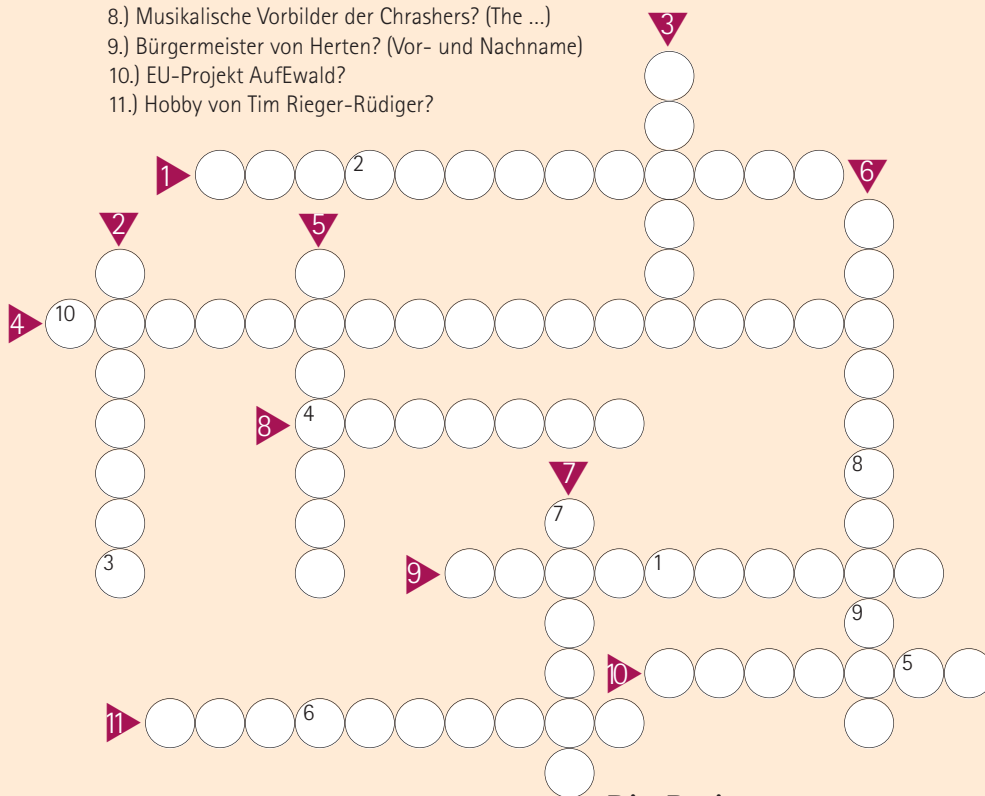 8.) Musikalische Vorbilder der Chrashers? (The ...)
9.) Bürgermeister von Herten? (Vor- und Nachname)
10.) EU-Projekt AufEwald?
11.) Hobby von Tim Rieger-Rüdiger?
3
1 2 6
2 5
4 10
8 4
8
7
7
3 9 1
9
10 5
11 6